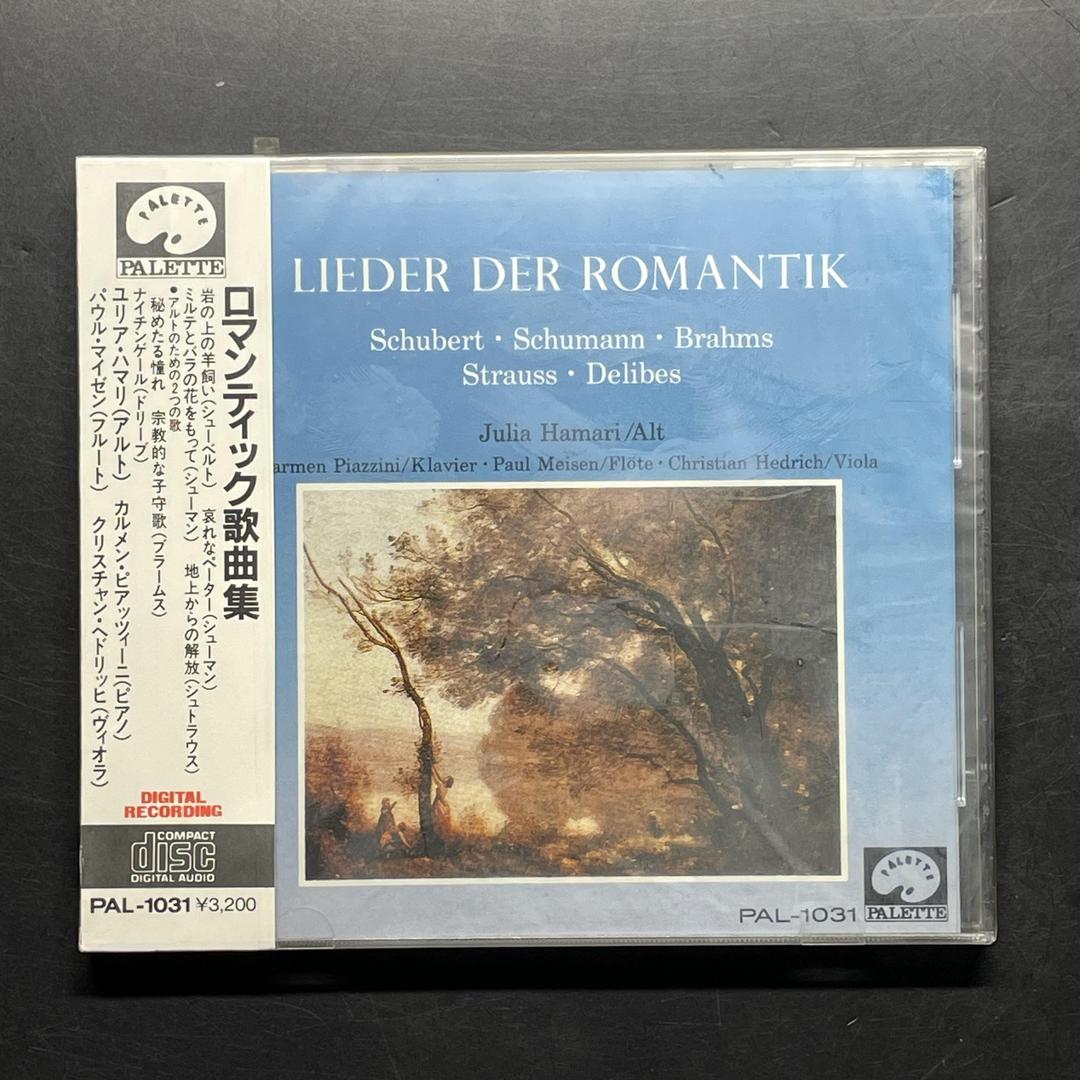 PALETTE
PALETTE
ロマンティック歌曲集
岩の上の羊飼い(シューベルト) 哀れなペーター(シューマン)
ミルテとバラの花をもって(シューマン) 地上からの解放(シュトラウス)
●アルトのための2つの歌
秘めたる憧れ 宗教的な子守歌(ブラームス)
ナイチンゲール(ドリーブ)
ユリア・ハマリ(アルト) カルメン・ピアッツィーニ(ピアノ)
パウル・マイゼン(フルート) クリスチャン・ヘドリッヒ(ヴィオラ)
DIGITAL
RECORDING
COMPACT
disc
DIGITAL AUDIO
PAL-1031 ¥3,200
LIEDER DER ROMANTIK
Schubert・Schumann・Brahms
Strauss・Delibes
Julia Hamari/Alt
armen Piazzini/Klavier・Paul Meisen/Flöte・Christian Hedrich/Viola
PAL-1031
PALETTE
PALETTE